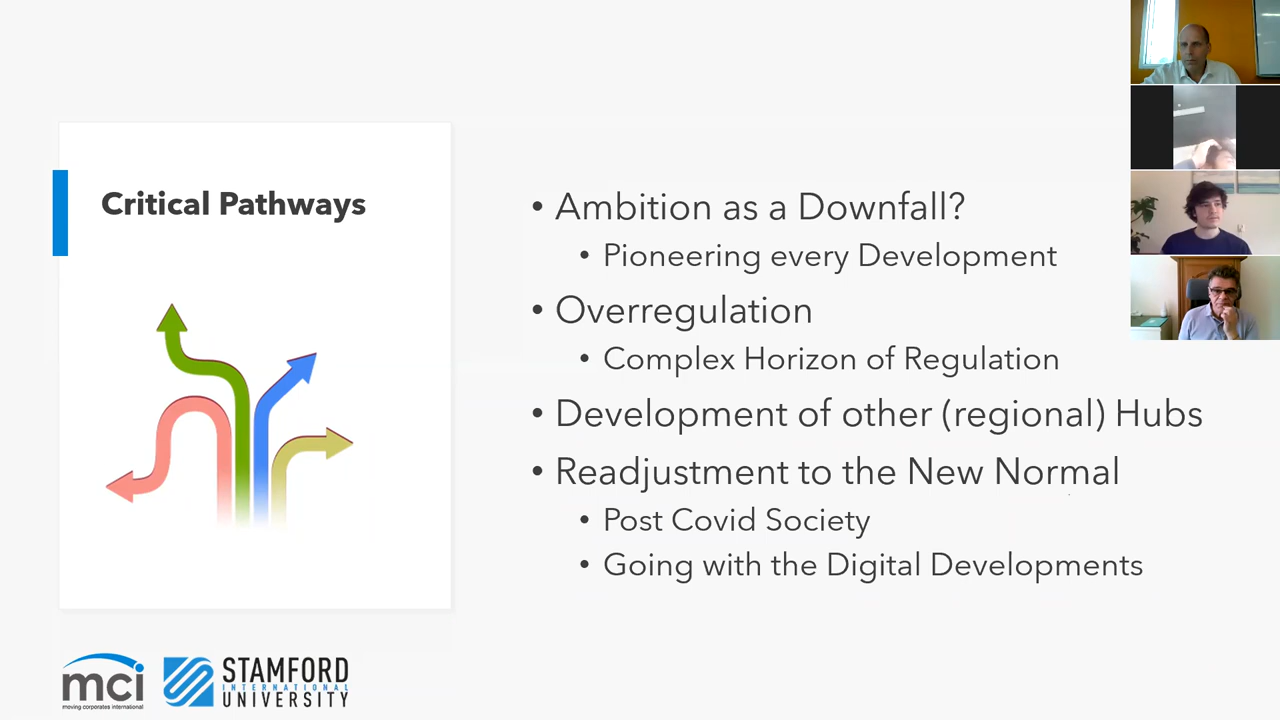 Critical Pathways
• Ambition as a Downfall?
• Pioneering every Development
• Overregulation
• Complex Horizon of Regulation
• Development of other (regional) Hubs
• Readjustment to the New Normal
• Post Covid Society
• Going with the Digital Developments
mci
moving corporates international
STAMFORD
INTERNATIONAL
UNIVERSITY